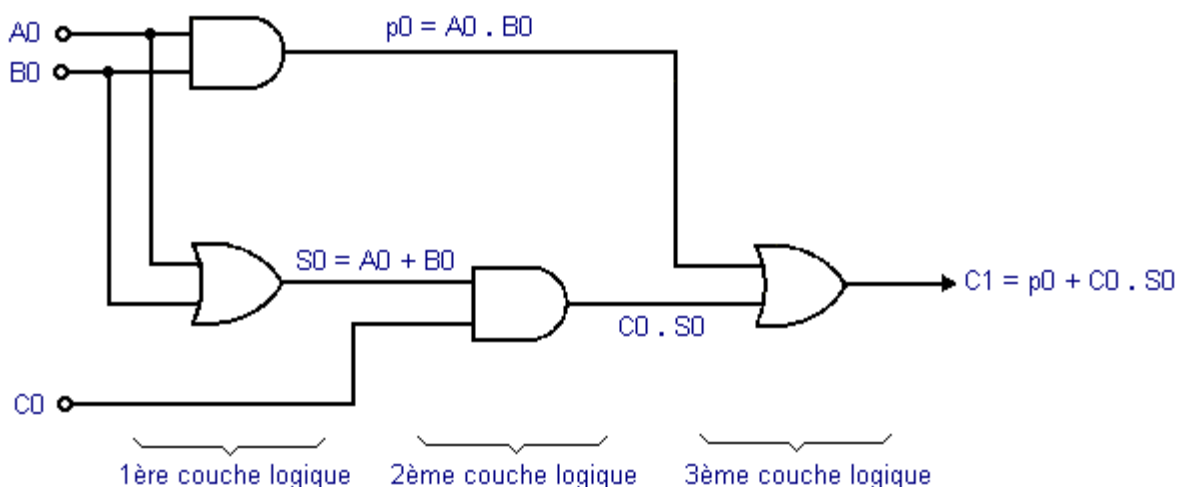 A0
p0 = A0 . B0
B0
S0 = A0 + B0
C1 = p0 + C0 . S0
C0 . S0
C0
1ère couche logique
2ème couche logique
3ème couche logique